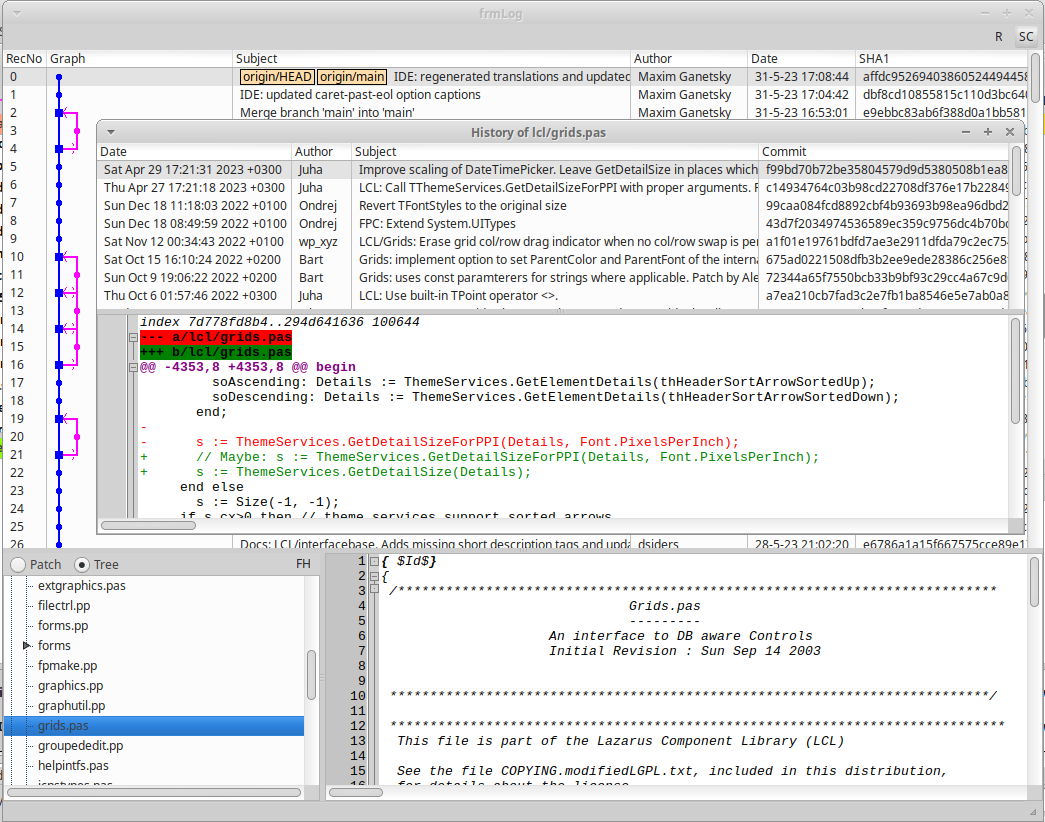 frmLog
R SC
RecNo Graph Subject Author Date SHA1
0 origin/HEAD origin/main IDE: regenerated translations and updated Maxim Ganetsky 31-5-23 17:08:44 affdc95269403860524494458
1 IDE: updated caret-past-eol option captions Maxim Ganetsky 31-5-23 17:04:42 dbf8cd10855815c110d3bc640
2 Merge branch 'main' into 'main' Maxim Ganetsky 31-5-23 16:53:01 e9ebbc83ab6f388d0a1bb581
3
4
5
6
7
8
9
10
11
12
13
14
15
16
17
18
19
20
21
22
23
24
25
26 Docs: LCL/interfacebase. Adds missing short description tags and upda dsiders 28-5-23 21:02:20 e6786a1a15f667575cce89e1
History of lcl/grids.pas
Date Author Subject Commit
Sat Apr 29 17:21:31 2023 +0300 Juha Improve scaling of DateTimePicker. Leave GetDetailSize in places which f99bd70b72be35804579d9d5380508b1ea8
Thu Apr 27 17:21:18 2023 +0300 Juha LCL: Call TThemeServices.GetDetailSizeForPPI with proper arguments. F c14934764c03b98cd22708df376e17b22849
Sun Dec 18 11:18:03 2022 +0100 Ondrej Revert TFontStyles to the original size 99caa084fcd8892cbf4b93693b98ea96dbd2
Sun Dec 18 08:49:59 2022 +0100 Ondrej FPC: Extend System.UITypes 43d7f2034974536589ec359c9756dc4b70bc
Sat Nov 12 00:34:43 2022 +0100 wp_xyz LCL/Grids: Erase grid col/row drag indicator when no col/row swap is per a1f01e19761bdfd7ae3e2911dfda79c2ec75
Sat Oct 15 16:10:24 2022 +0200 Bart Grids: implement option to set ParentColor and ParentFont of the interna 675ad0221508dfb3b2ee9ede28386c256e8
Sun Oct 9 19:06:22 2022 +0200 Bart Grids: uses const paramterers for strings where applicable. Patch by Ale 72344a65f7550bcb33b9bf93c29cc4a67c9d
Thu Oct 6 01:57:46 2022 +0300 Juha LCL: Use built-in TPoint operator <>. a7ea210cb7fad3c2e7fb1ba8546e5e7ab0a8
index 7d778fd8b4..294d641636 100644
--- a/lcl/grids.pas
+++ b/lcl/grids.pas
@@ -4353,8 +4353,8 @@ begin
soAscending: Details := ThemeServices.GetElementDetails(thHeaderSortArrowSortedUp);
soDescending: Details := ThemeServices.GetElementDetails(thHeaderSortArrowSortedDown);
end;
-
- s := ThemeServices.GetDetailSizeForPPI(Details, Font.PixelsPerInch);
+ // Maybe: s := ThemeServices.GetDetailSizeForPPI(Details, Font.PixelsPerInch);
+ s := ThemeServices.GetDetailSize(Details);
end else
s := Size(-1, -1);
if s.cx>0 then // theme services support sorted arrows
Patch Tree FH
extgraphics.pas
filectrl.pp
forms.pp
forms
fpmake.pp
graphics.pp
graphutil.pp
grids.pas
groupededit.pp
helpintfs.pas
icnstypes.pas
1 { $Id$}
2 {
3 /***************************************************************************
4 Grids.pas
5 ---------
6 An interface to DB aware Controls
7 Initial Revision : Sun Sep 14 2003
8
9
10 ***************************************************************************/
11
12 *****************************************************************************
13 This file is part of the Lazarus Component Library (LCL)
14
15 See the file COPYING.modifiedLGPL.txt, included in this distribution,
16 for details about the license.